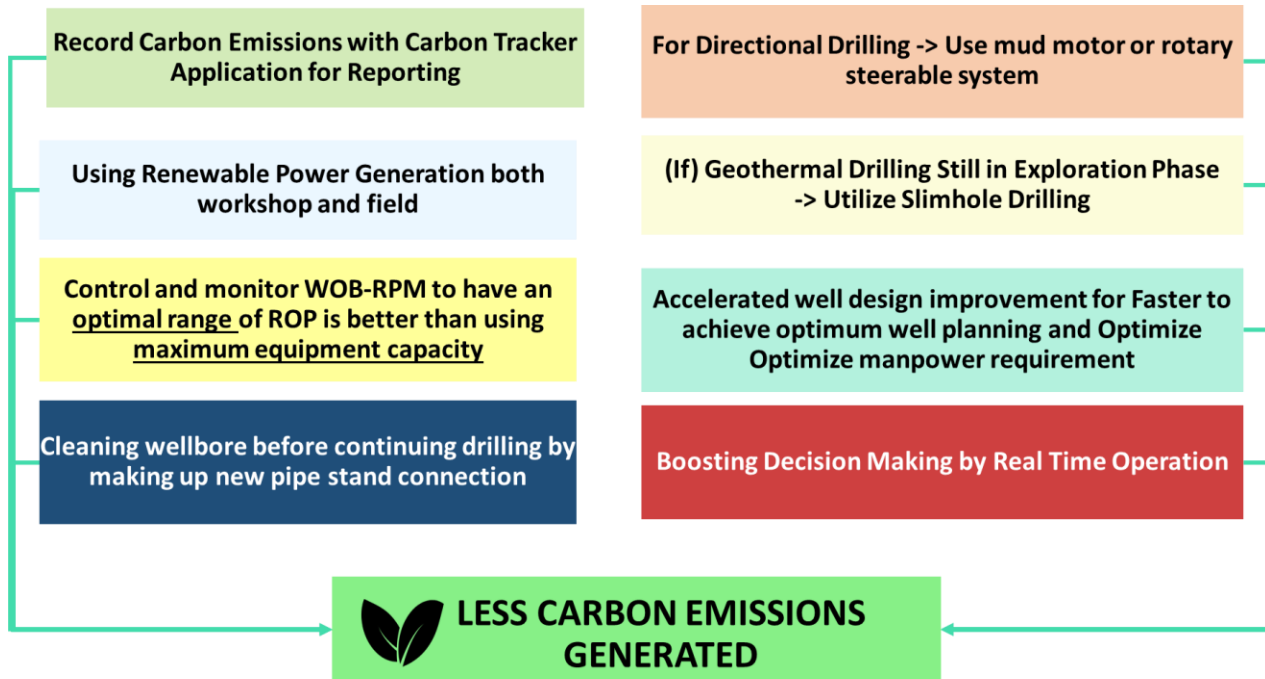 Record Carbon Emissions with Carbon Tracker
Application for Reporting
Using Renewable Power Generation both
workshop and field
Control and monitor WOB-RPM to have an
optimal range of ROP is better than using
maximum equipment capacity
Cleaning wellbore before continuing drilling by
making up new pipe stand connection
For Directional Drilling -> Use mud motor or rotary
steerable system
(If) Geothermal Drilling Still in Exploration Phase
-> Utilize Slimhole Drilling
Accelerated well design improvement for Faster to
achieve optimum well planning and Optimize
Optimize manpower requirement
Boosting Decision Making by Real Time Operation
LESS CARBON EMISSIONS
GENERATED